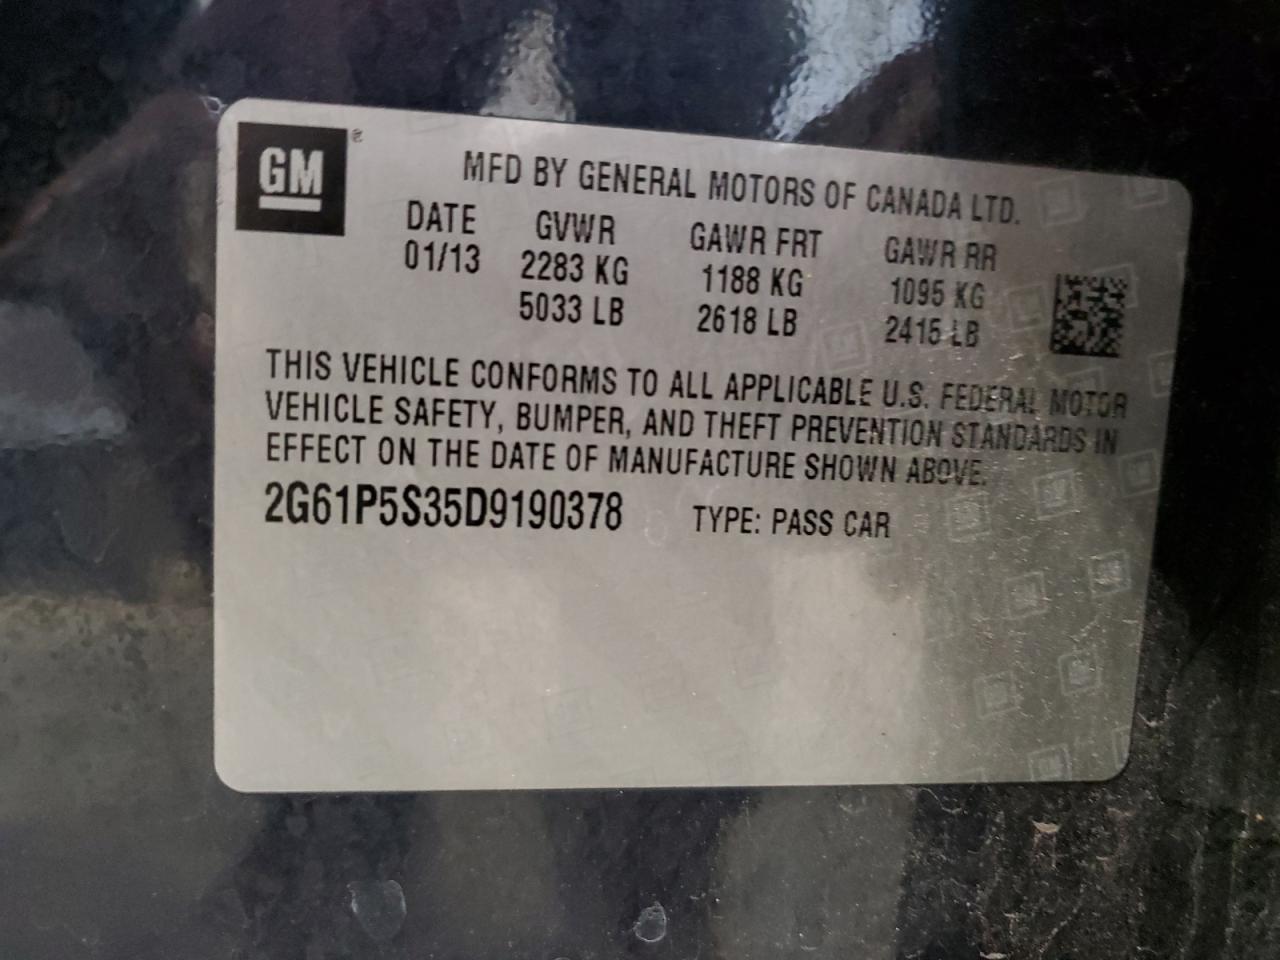 GM®
MFD BY GENERAL MOTORS OF CANADA LTD.
DATE GVWR GAWR FRT GAWR RR
01/13 2283 KG 1188 KG 1095 KG
5033 LB 2618 LB 2415 LB
THIS VEHICLE CONFORMS TO ALL APPLICABLE U.S. FEDERAL MOTOR
VEHICLE SAFETY, BUMPER, AND THEFT PREVENTION STANDARDS IN
EFFECT ON THE DATE OF MANUFACTURE SHOWN ABOVE.
2G61P5S35D9190378 TYPE: PASS CAR